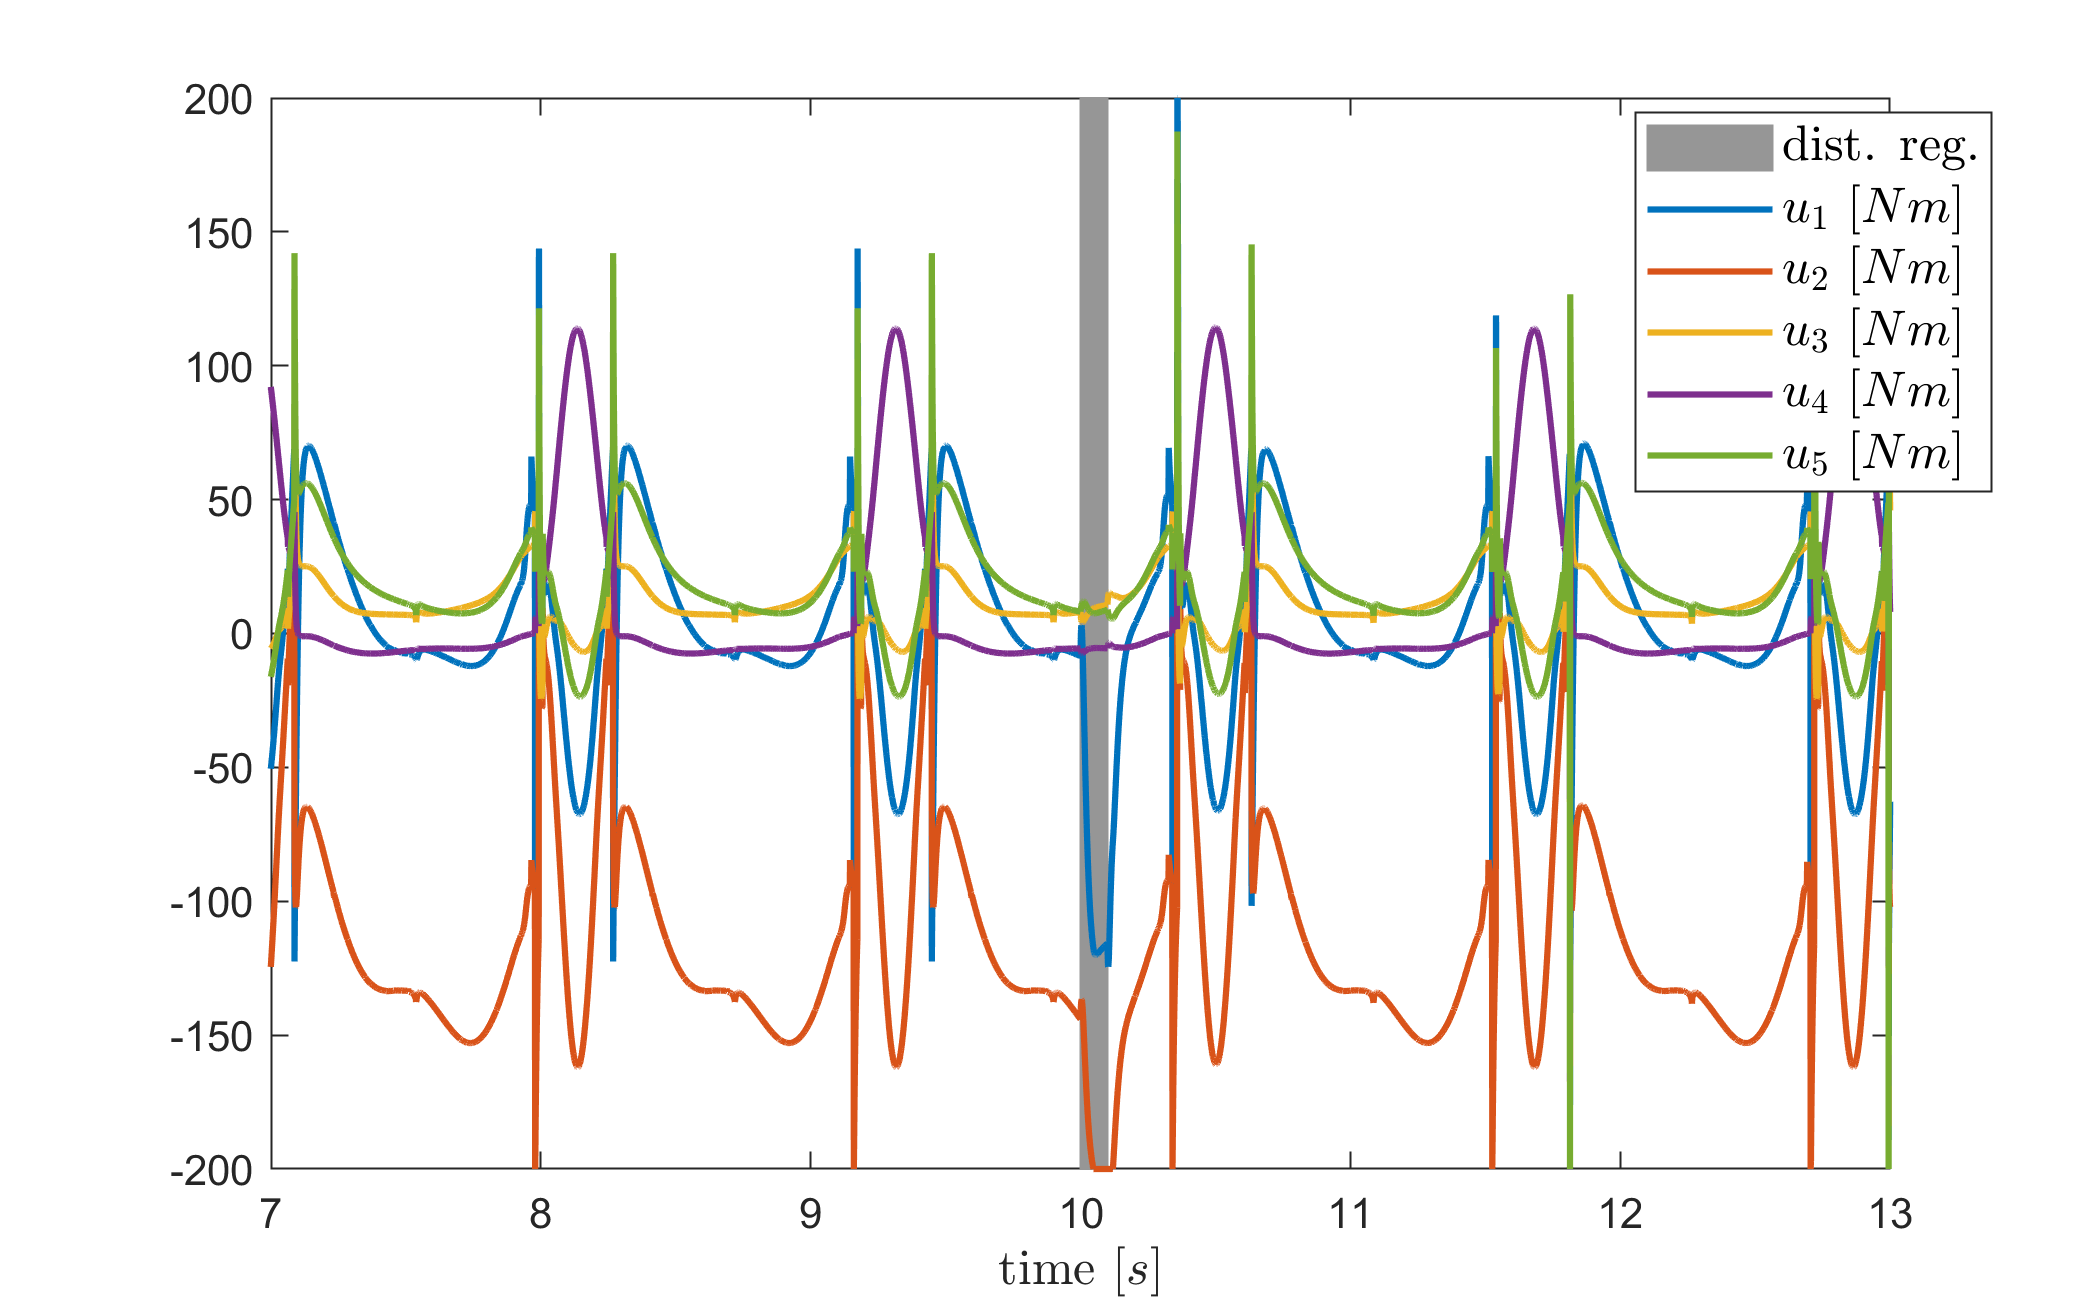 200
150
100
50
0
-50
-100
-150
-200
7 8 9 10 11 12 13
time [s]
dist. reg.
u₁ [Nm]
u₂ [Nm]
u₃ [Nm]
u₄ [Nm]
u₅ [Nm]